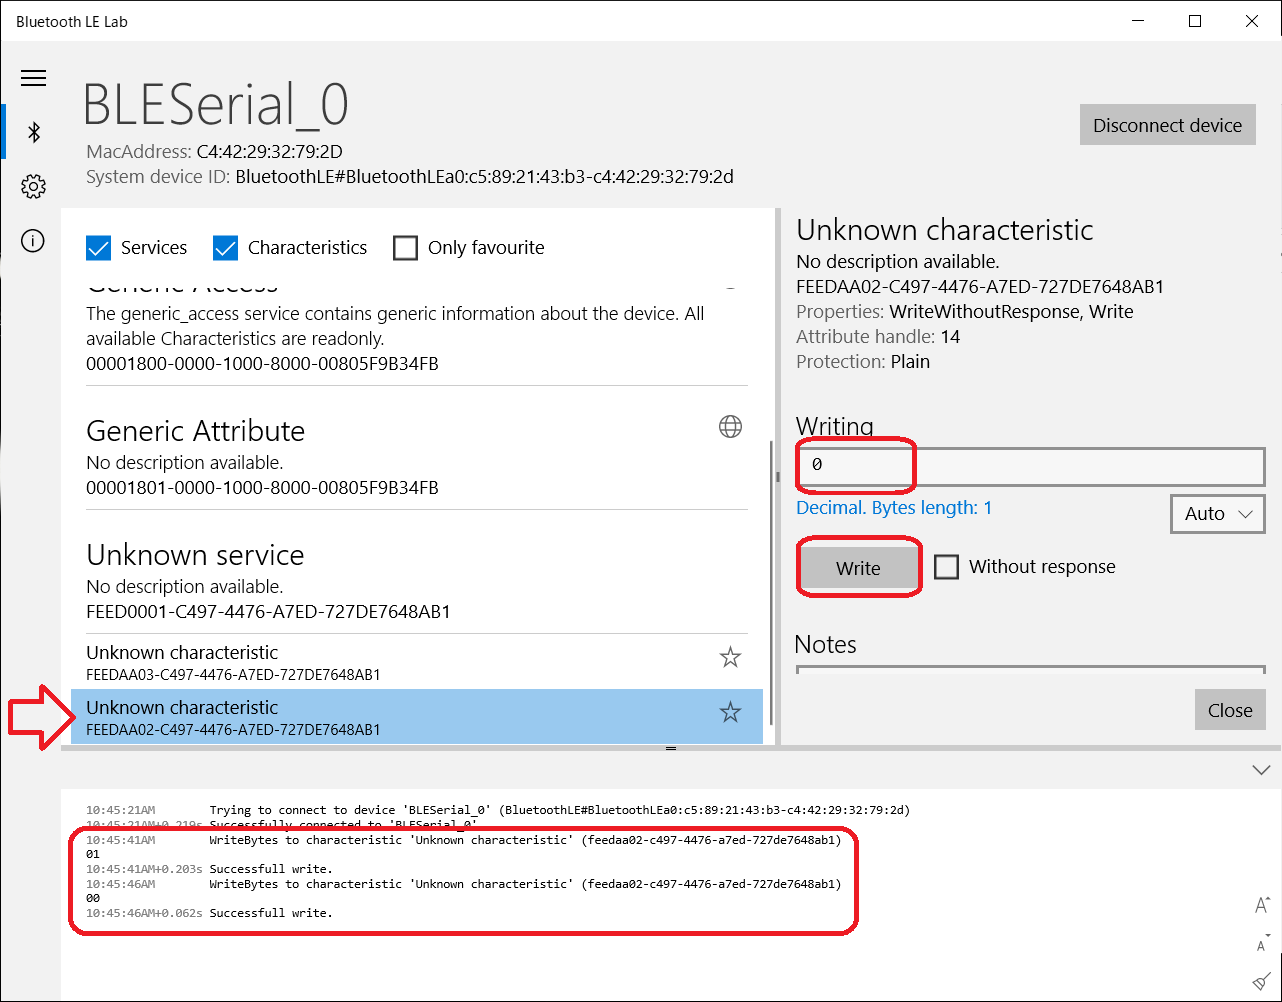 Bluetooth LE Lab
BLESerial_0
MacAddress: C4:42:29:32:79:2D
System device ID: BluetoothLE#BluetoothLEa0:c5:89:21:43:b3-c4:42:29:32:79:2d
Disconnect device
Services Characteristics Only favourite
Generic Access
The generic_access service contains generic information about the device. All
available Characteristics are readonly.
00001800-0000-1000-8000-00805F9B34FB
Generic Attribute
No description available.
00001801-0000-1000-8000-00805F9B34FB
Unknown service
No description available.
FEED0001-C497-4476-A7ED-727DE7648AB1
Unknown characteristic
FEEDAA03-C497-4476-A7ED-727DE7648AB1
Unknown characteristic
FEEDAA02-C497-4476-A7ED-727DE7648AB1
Unknown characteristic
No description available.
FEEDAA02-C497-4476-A7ED-727DE7648AB1
Properties: WriteWithoutResponse, Write
Attribute handle: 14
Protection: Plain
Writing
0
Decimal. Bytes length: 1
Auto
Write
Without response
Notes
Close
10:45:21AM Trying to connect to device 'BLESerial_0' (BluetoothLE#BluetoothLEa0:c5:89:21:43:b3-c4:42:29:32:79:2d)
10:45:21AM+0.219s Successfully connected to 'BLESerial_0'
10:45:41AM WriteBytes to characteristic 'Unknown characteristic' (feedaa02-c497-4476-a7ed-727de7648ab1)
01
10:45:41AM+0.203s Successfull write.
10:45:46AM WriteBytes to characteristic 'Unknown characteristic' (feedaa02-c497-4476-a7ed-727de7648ab1)
00
10:45:46AM+0.062s Successfull write.
A
A